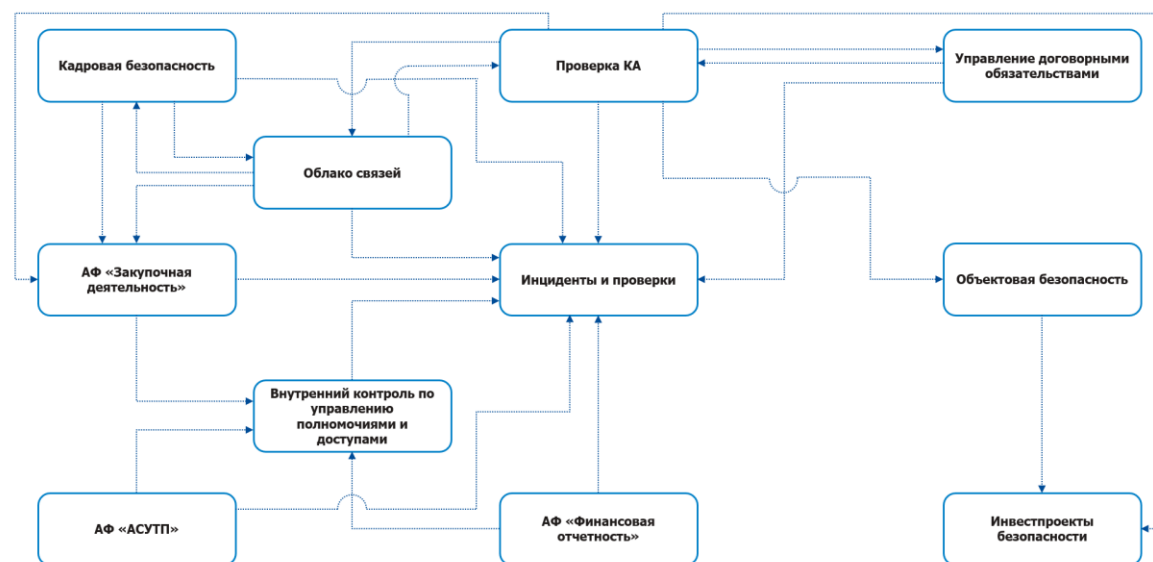 Кадровая безопасность
Проверка КА
Управление договорными
обязательствами
Облако связей
АФ «Закупочная
деятельность»
Инциденты и проверки
Объектовая безопасность
Внутренний контроль по
управлению
полномочиями и
доступами
АФ «АСУТП»
АФ «Финансовая
отчетность»
Инвестпроекты
безопасности